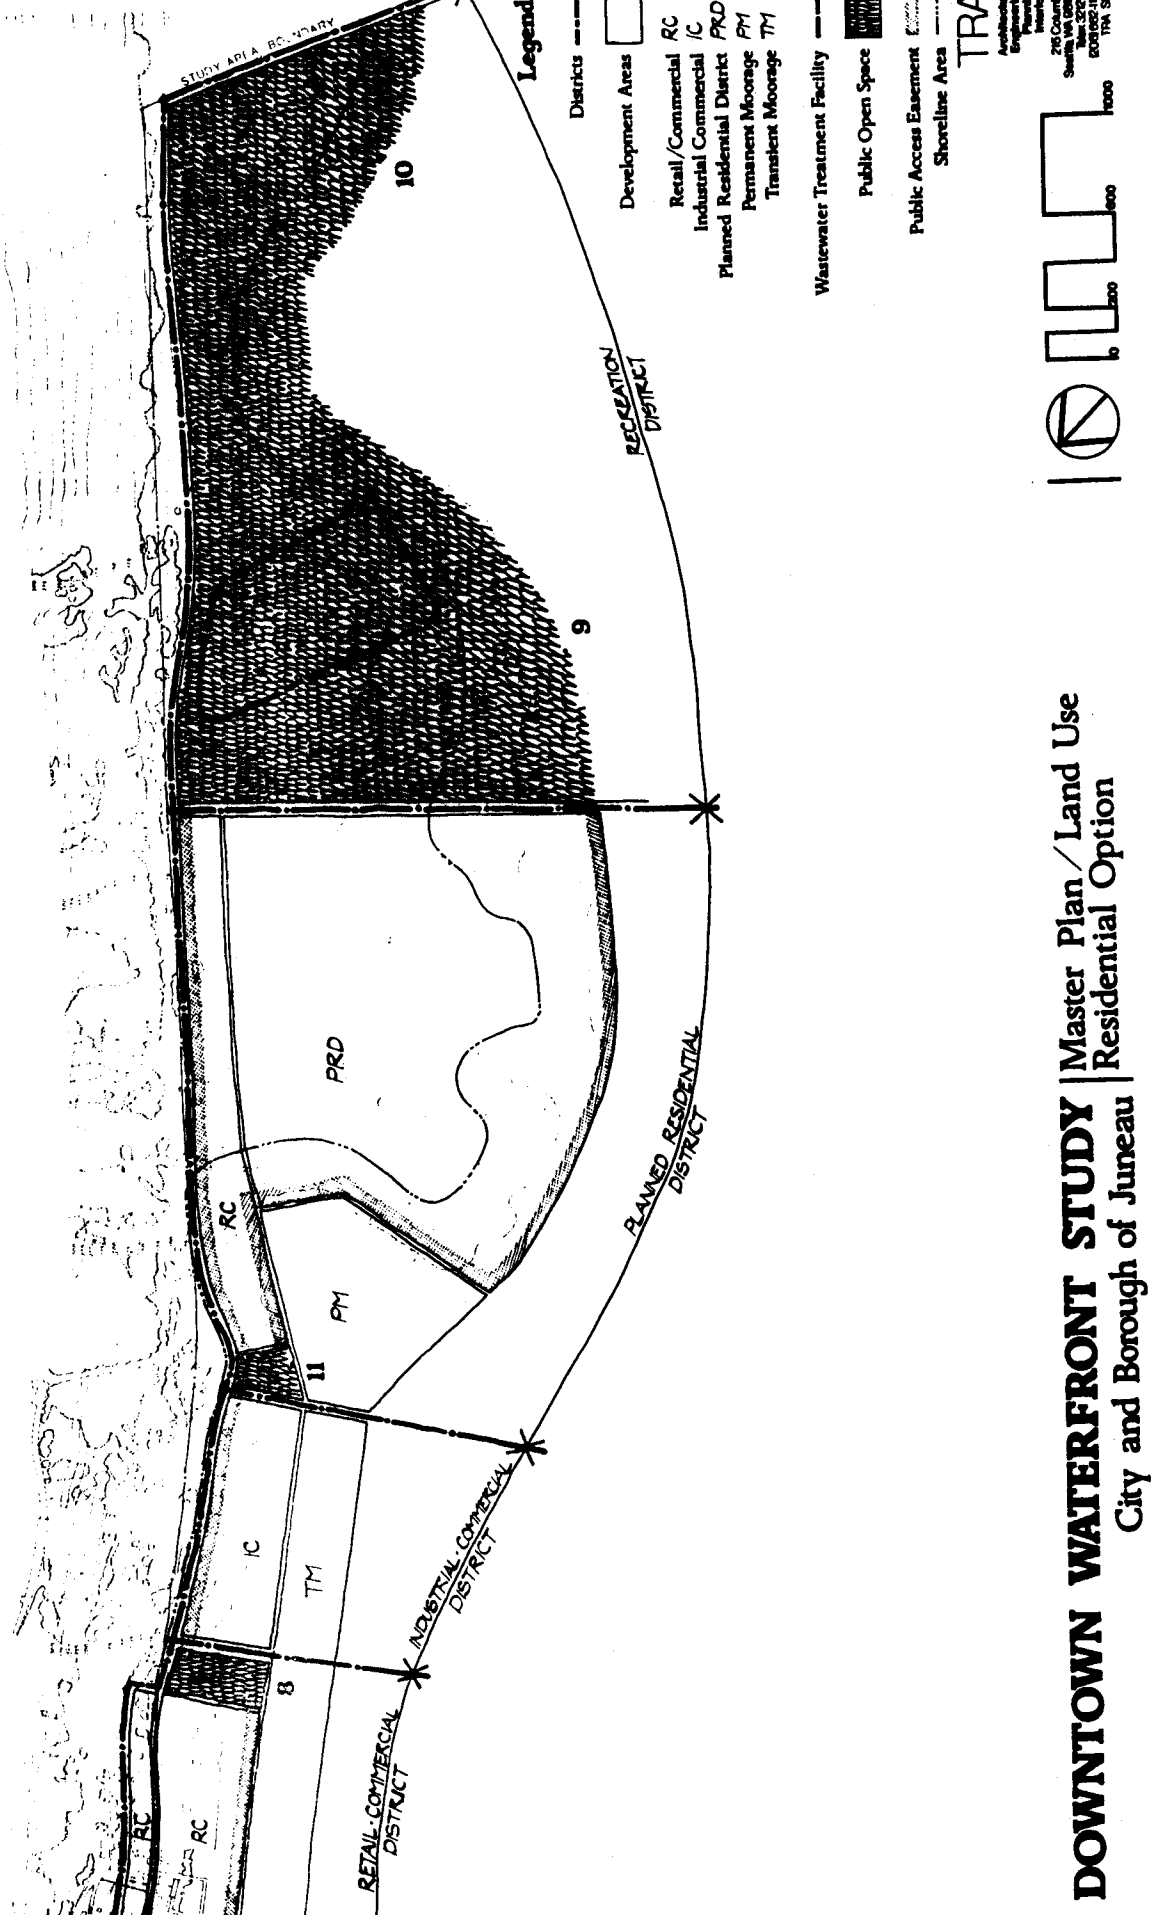 STUDY AREA BOUNDARY
10
9
11
8
RECREATION
DISTRICT
PLANNED RESIDENTIAL
DISTRICT
INDUSTRIAL·COMMERCIAL
DISTRICT
RETAIL·COMMERCIAL
DISTRICT
PRD
RC
PM
IC
TM
RC
RC
Legend
Districts
Development Areas
Retail/Commercial RC
Industrial Commercial IC
Planned Residential District PRD
Permanent Moorage PM
Transient Moorage TM
Wastewater Treatment Facility
Public Open Space
Public Access Easement
Shoreline Area
TRA
0 200 600 1000
DOWNTOWN WATERFRONT STUDY | Master Plan/Land Use
City and Borough of Juneau | Residential Option